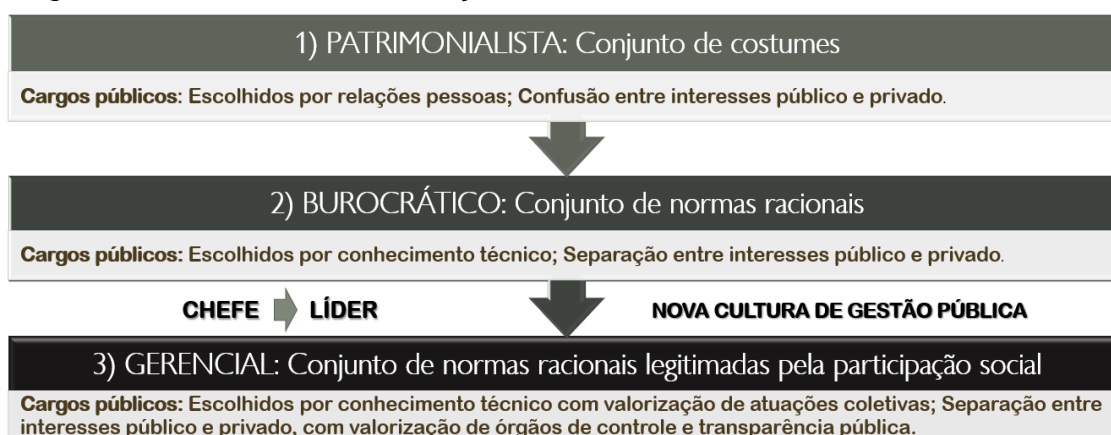 1) PATRIMONIALISTA: Conjunto de costumes
Cargos públicos: Escolhidos por relações pessoas; Confusão entre interesses público e privado.
2) BUROCRÁTICO: Conjunto de normas racionais
Cargos públicos: Escolhidos por conhecimento técnico; Separação entre interesses público e privado.
CHEFE LÍDER NOVA CULTURA DE GESTÃO PÚBLICA
3) GERENCIAL: Conjunto de normas racionais legitimadas pela participação social
Cargos públicos: Escolhidos por conhecimento técnico com valorização de atuações coletivas; Separação entre
interesses público e privado, com valorização de órgãos de controle e transparência pública.